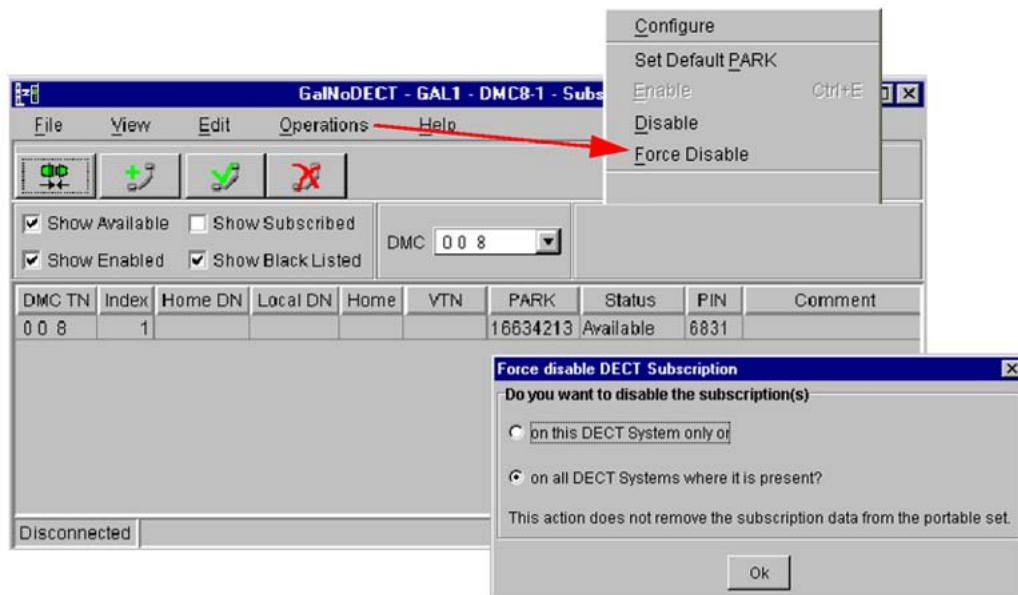 Configure
Set Default PARK
Enable Ctrl+E
Disable
Force Disable
GalNoDECT - GAL1 - DMC8-1 - Subs
File View Edit Operations Help
Show Available Show Subscribed
DMC 0 0 8
Show Enabled Show Black Listed
DMC TN Index Home DN Local DN Home VTN PARK Status PIN Comment
0 0 8 1 16634213 Available 6831
Force disable DECT Subscription
Do you want to disable the subscription(s)
on this DECT System only or
on all DECT Systems where it is present?
This action does not remove the subscription data from the portable set.
Disconnected
Ok